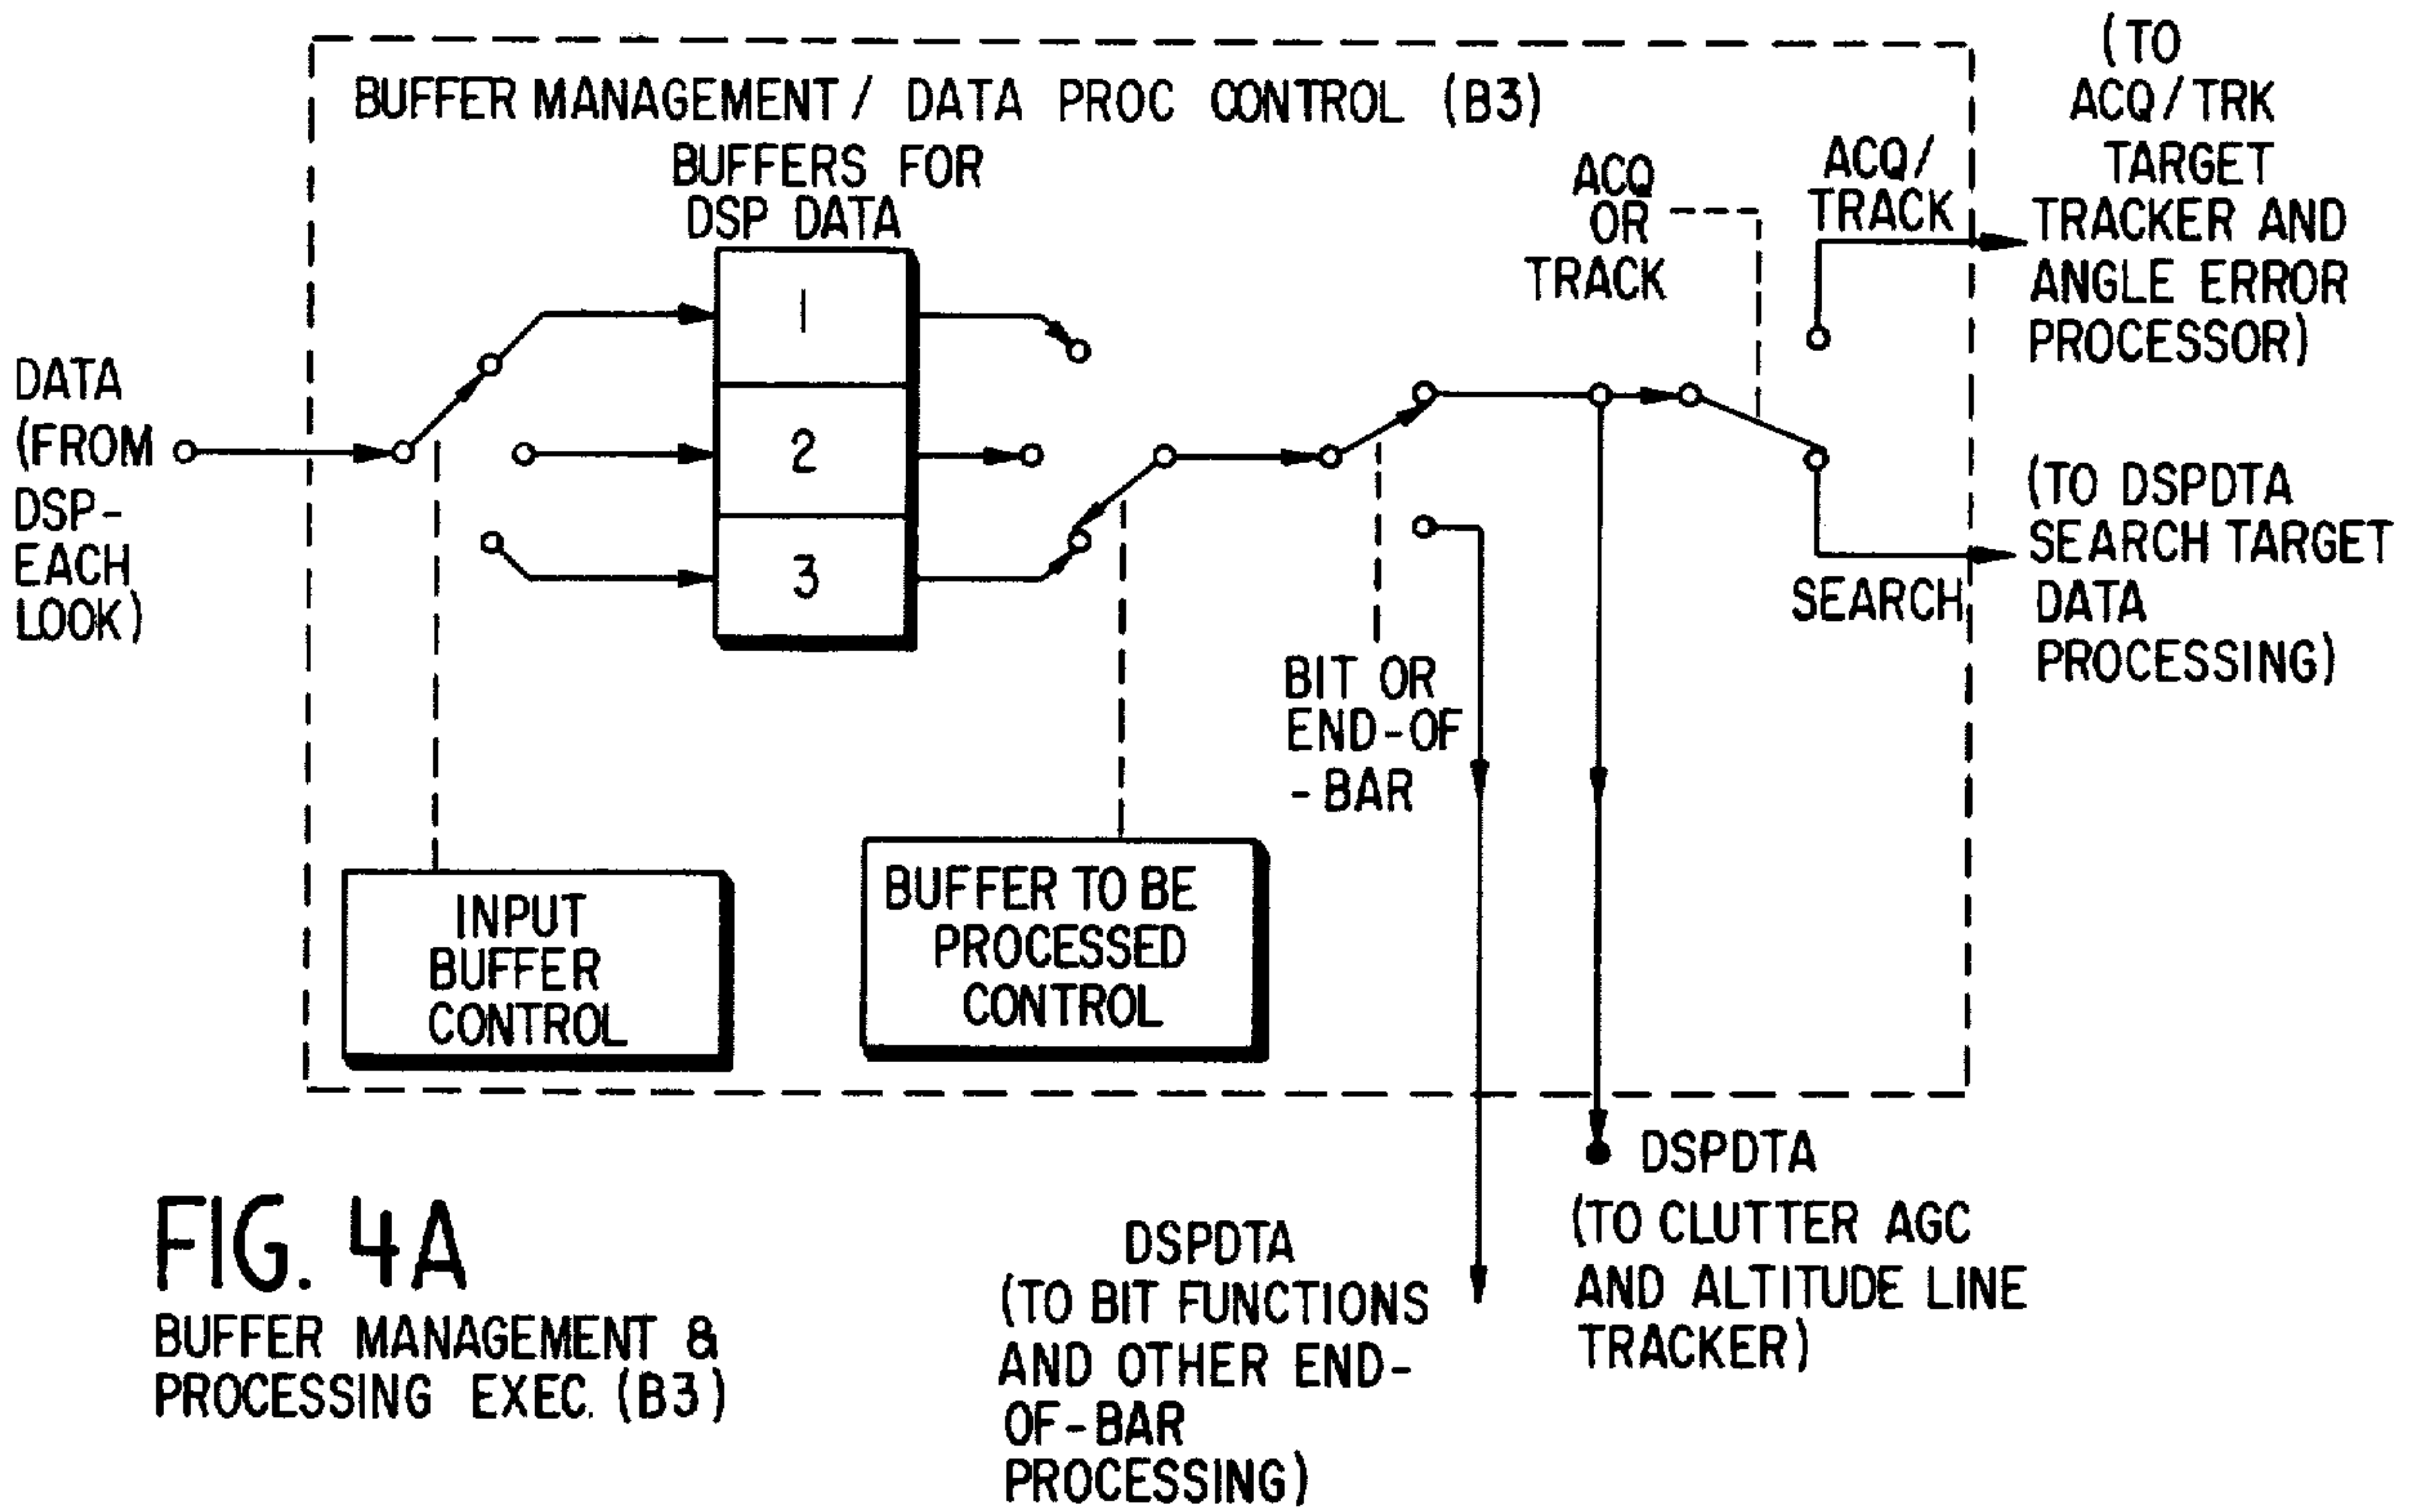 BUFFER MANAGEMENT / DATA PROC CONTROL (B3)
BUFFERS FOR
DSP DATA
1
2
3
DATA
(FROM
DSP-
EACH
LOOK)
ACQ
OR
TRACK
ACQ/
TRACK
(TO
ACQ/TRK
TARGET
TRACKER AND
ANGLE ERROR
PROCESSOR)
(TO DSPDTA
SEARCH TARGET
DATA
PROCESSING)
SEARCH
BIT OR
END-OF
-BAR
INPUT
BUFFER
CONTROL
BUFFER TO BE
PROCESSED
CONTROL
DSPDTA
(TO CLUTTER AGC
AND ALTITUDE LINE
TRACKER)
DSPDTA
(TO BIT FUNCTIONS
AND OTHER END-
OF-BAR
PROCESSING)
FIG. 4A
BUFFER MANAGEMENT &
PROCESSING EXEC. (B3)